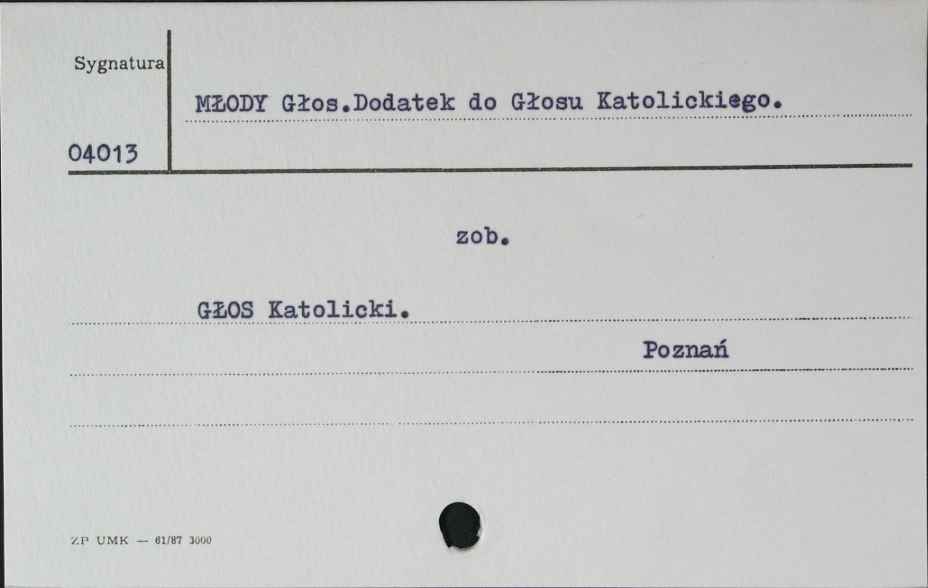 Sygnatura
MŁODY Głos.Dodatek do Głosu Katolickiego.
04013
zob.
GŁOS Katolicki.
Poznań
ZP UMK — 61/87 3000